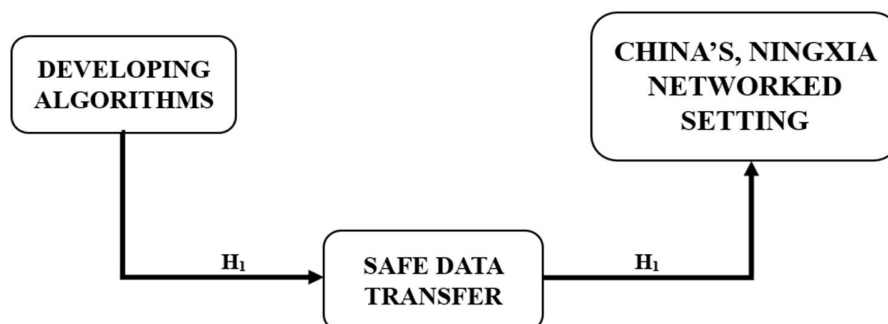 DEVELOPING
ALGORITHMS
CHINA'S, NINGXIA
NETWORKED
SETTING
H₁
H₁
SAFE DATA
TRANSFER